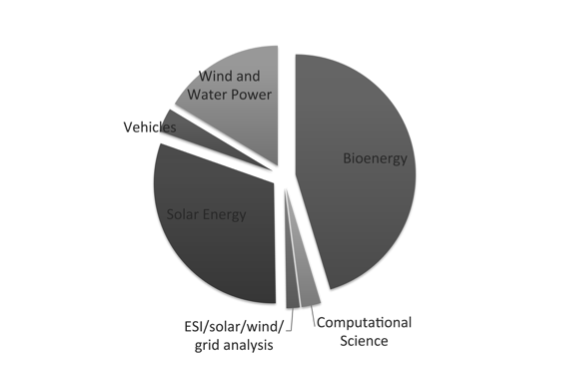 Wind and
Water Power
Vehicles
Bioenergy
Solar Energy
ESI/solar/wind/
grid analysis
Computational
Science